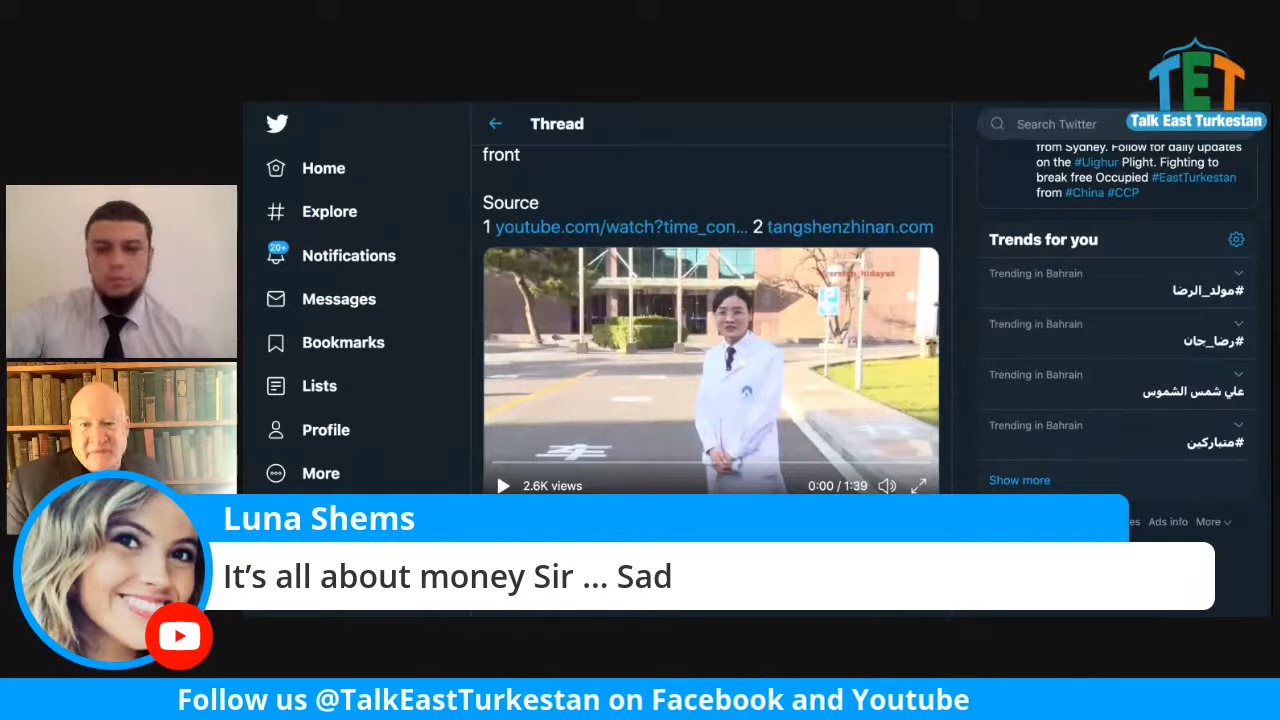 TET
Talk East Turkestan
Home
Explore
20+
Notifications
Messages
Bookmarks
Lists
Profile
More
Thread
front
Source
1 youtube.com/watch?time_con... 2 tangshenzhinan.com
2.6K views
0:00 / 1:39
Search Twitter
from Sydney. Follow for daily updates
on the #Uighur Plight. Fighting to
break free Occupied #EastTurkestan
from #China #CCP
Trends for you
Trending in Bahrain
#مولد_الرضا
Trending in Bahrain
#رضا_جان
Trending in Bahrain
علي شمس الشموس
Trending in Bahrain
#متباركين
Show more
Ads info More
Luna Shems
It’s all about money Sir ... Sad
Follow us @TalkEastTurkestan on Facebook and Youtube